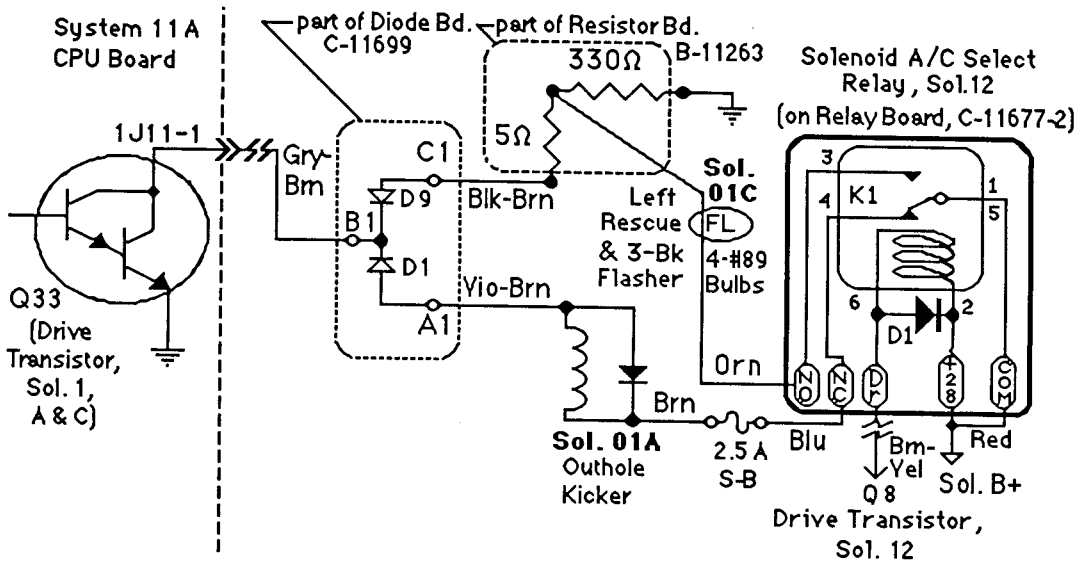 System 11A
CPU Board
part of Diode Bd.
C-11699
part of Resistor Bd.
B-11263
330Ω
5Ω
Solenoid A/C Select
Relay, Sol.12
(on Relay Board, C-11677-2)
1J11-1
Gry-
Brn
C1
D9
Blk-Brn
B1
D1
Vio-Brn
A1
Left
Rescue
& 3-Bk
Flasher
Sol.
01C
FL
4-#89
Bulbs
3
4
K1
1
5
6
2
D1
Q33
(Drive
Transistor,
Sol. 1,
A & C)
Orn
NO
NC
Dr
+28
COM
Brn
Sol. 01A
Outhole
Kicker
2.5 A
S-B
Blu
Brn-
Yel
Red
Q8
Sol. B+
Drive Transistor,
Sol. 12